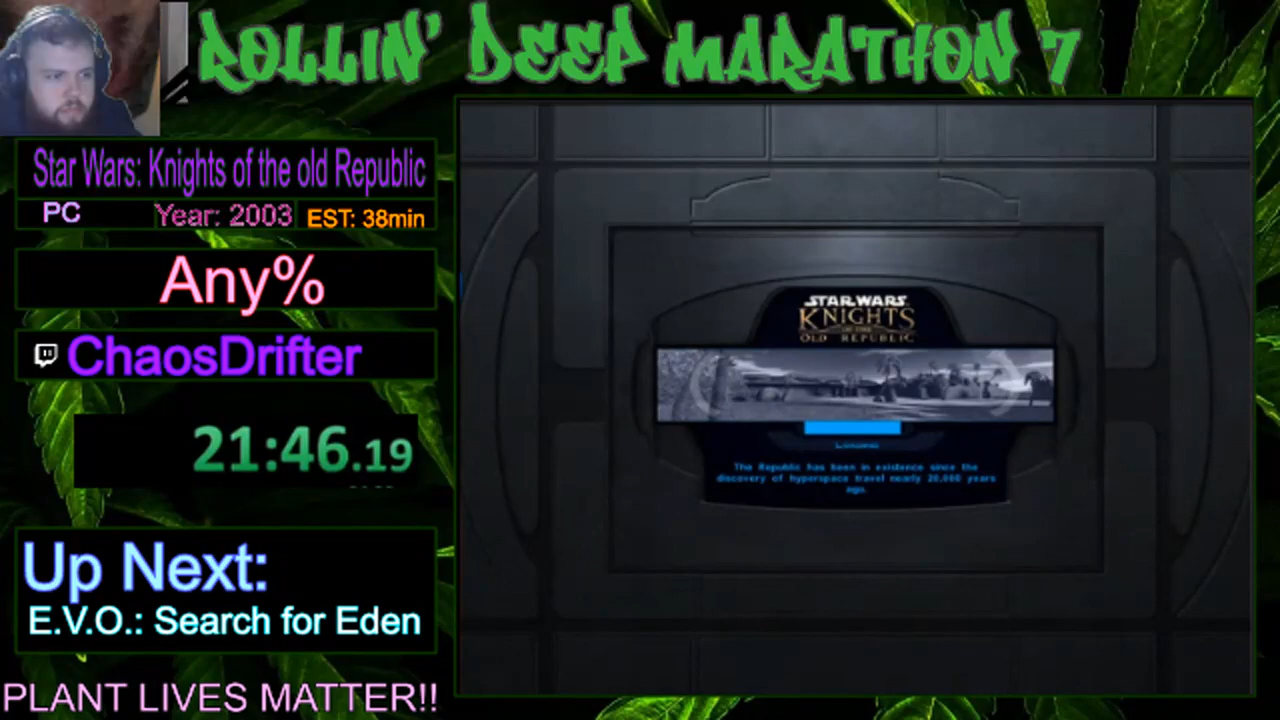 ROLLIN' DEEP MARATHON 7
Star Wars: Knights of the old Republic
PC Year: 2003 EST: 38min
Any%
ChaosDrifter
21:46.19
Up Next:
E.V.O.: Search for Eden
PLANT LIVES MATTER!!
STAR WARS
KNIGHTS
OF THE
OLD REPUBLIC
Loading
The Republic has been in existence since the
discovery of hyperspace travel nearly 20,000 years
ago.